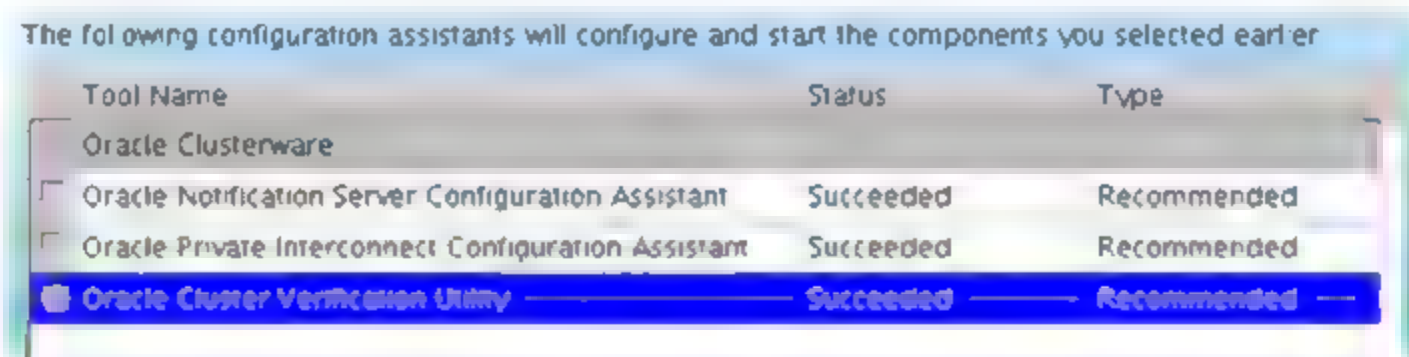 The following configuration assistants will configure and start the components you selected earlier
Tool Name Status Type
Oracle Clusterware
Oracle Notification Server Configuration Assistant Succeeded Recommended
Oracle Private Interconnect Configuration Assistant Succeeded Recommended
Oracle Cluster Verification Utility Succeeded Recommended